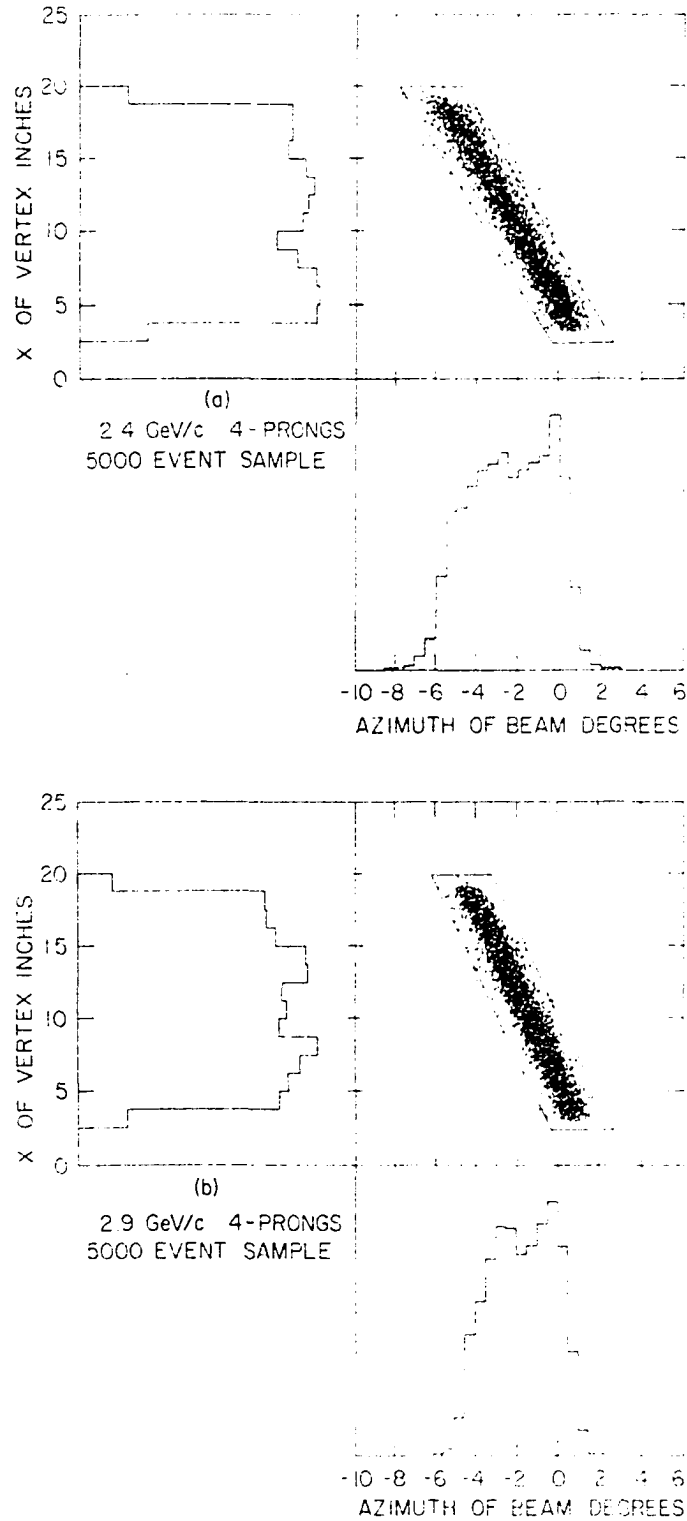 25
20
15
10
5
0
X OF VERTEX INCHES
(a)
2.4 GeV/c 4-PRONGS
5000 EVENT SAMPLE
-10 -8 -6 -4 -2 0 2 4 6
AZIMUTH OF BEAM DEGREES
25
20
15
10
5
0
X OF VERTEX INCHES
(b)
2.9 GeV/c 4-PRONGS
5000 EVENT SAMPLE
-10 -8 -6 -4 -2 0 2 4 6
AZIMUTH OF BEAM DEGREES